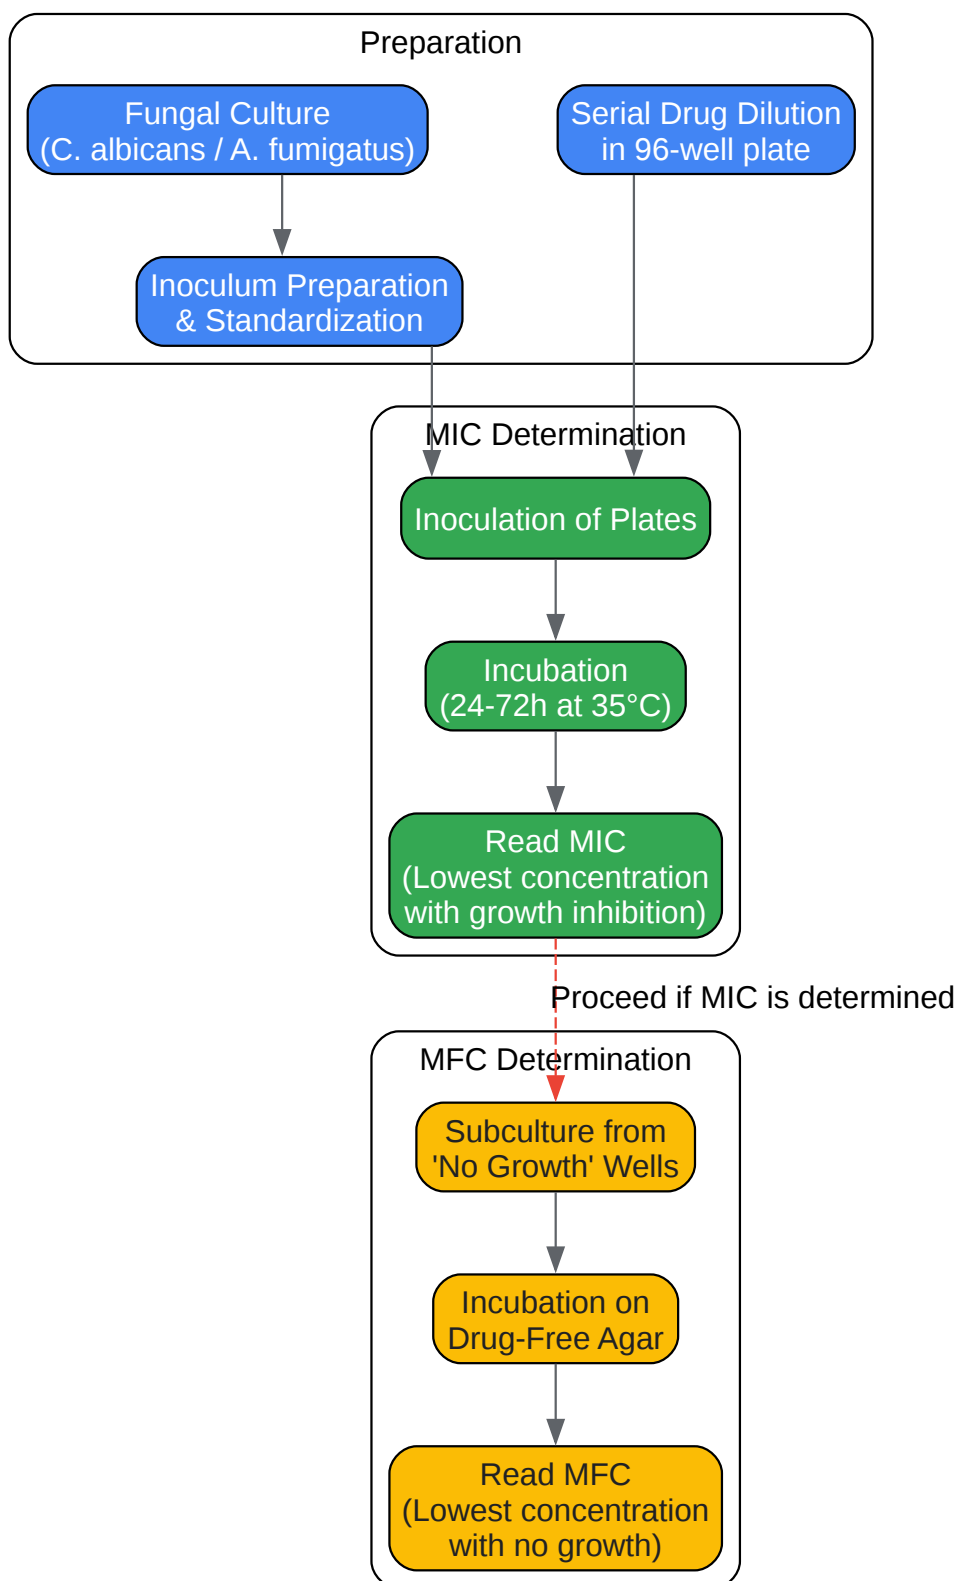 Preparation
Fungal Culture
(C. albicans / A. fumigatus)
Serial Drug Dilution
in 96-well plate
Inoculum Preparation
& Standardization
MIC Determination
Inoculation of Plates
Incubation
(24-72h at 35°C)
Read MIC
(Lowest concentration
with growth inhibition)
Proceed if MIC is determined
MFC Determination
Subculture from
'No Growth' Wells
Incubation on
Drug-Free Agar
Read MFC
(Lowest concentration
with no growth)